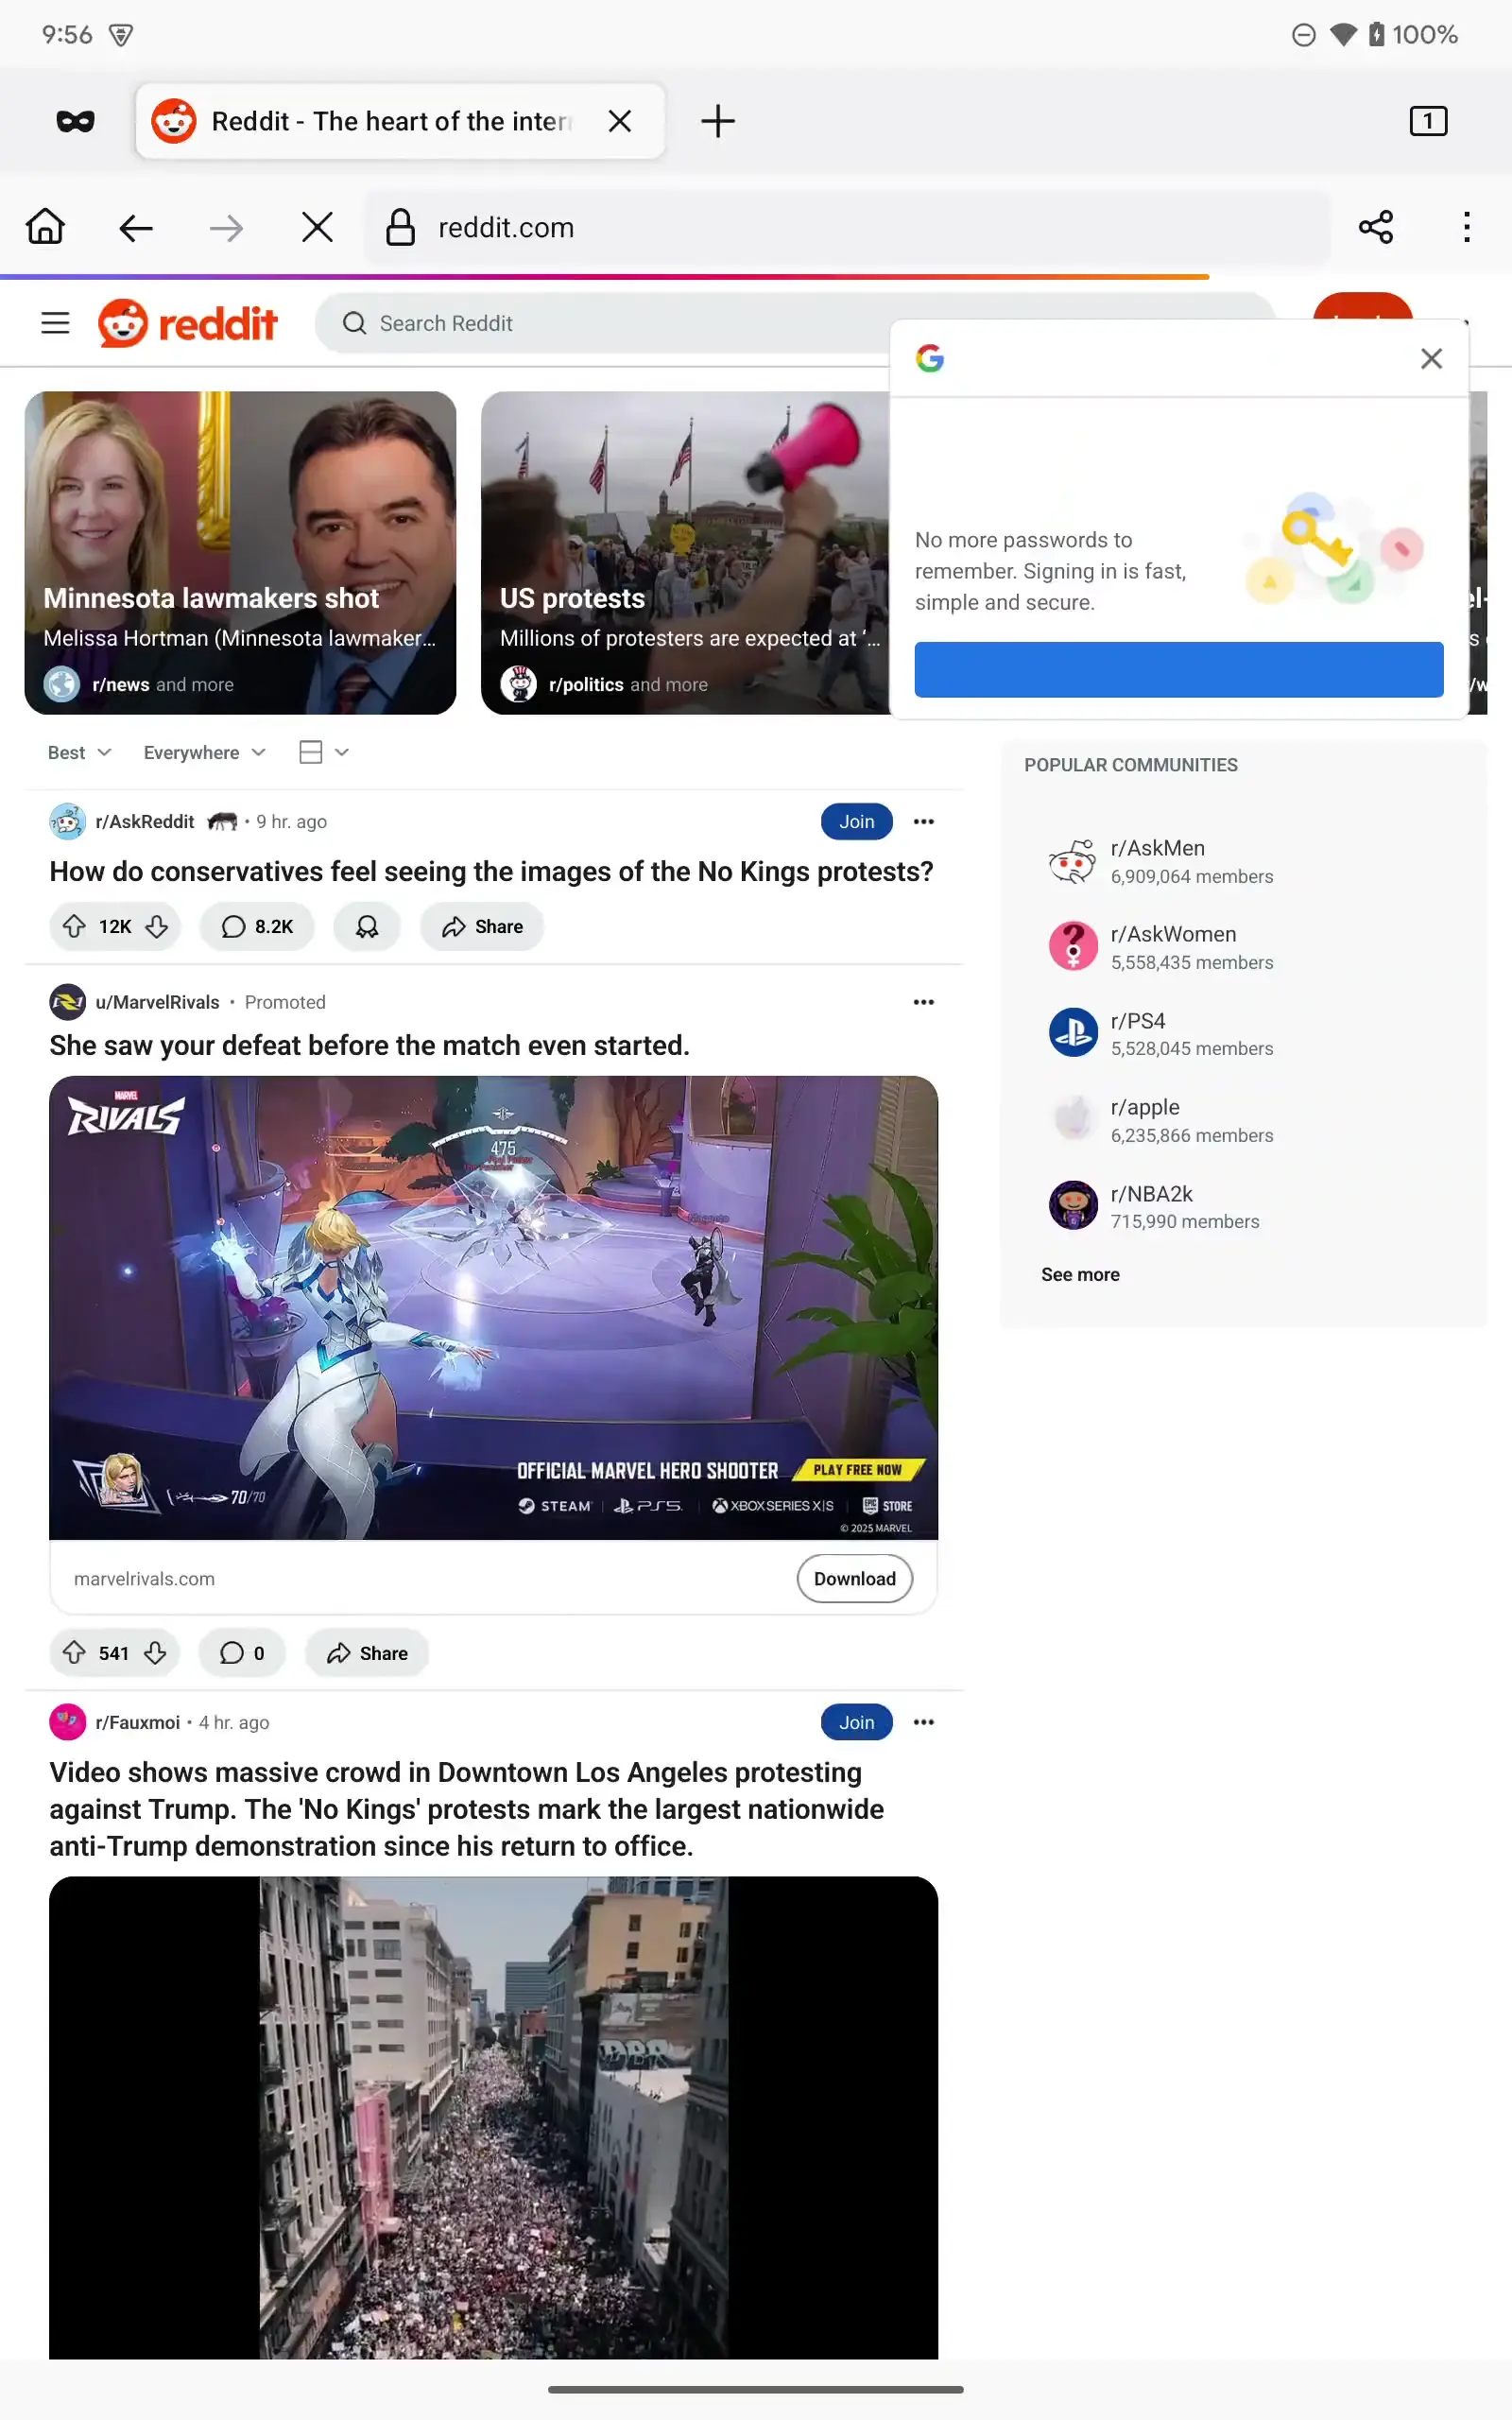 9:56
100%
Reddit - The heart of the inter
1
reddit.com
reddit
Search Reddit
Minnesota lawmakers shot
Melissa Hortman (Minnesota lawmaker...
r/news and more
US protests
Millions of protesters are expected at ‘...
r/politics and more
No more passwords to
remember. Signing in is fast,
simple and secure.
Best
Everywhere
r/AskReddit • 9 hr. ago
Join
How do conservatives feel seeing the images of the No Kings protests?
12K
8.2K
Share
u/MarvelRivals • Promoted
She saw your defeat before the match even started.
MARVEL
RIVALS
475
Magneto
70/70
OFFICIAL MARVEL HERO SHOOTER
PLAY FREE NOW
STEAM
PS5
XBOX SERIES X|S
EPIC STORE
© 2025 MARVEL
marvelrivals.com
Download
541
0
Share
r/Fauxmoi • 4 hr. ago
Join
Video shows massive crowd in Downtown Los Angeles protesting
against Trump. The 'No Kings' protests mark the largest nationwide
anti-Trump demonstration since his return to office.
POPULAR COMMUNITIES
r/AskMen
6,909,064 members
r/AskWomen
5,558,435 members
r/PS4
5,528,045 members
r/apple
6,235,866 members
r/NBA2k
715,990 members
See more